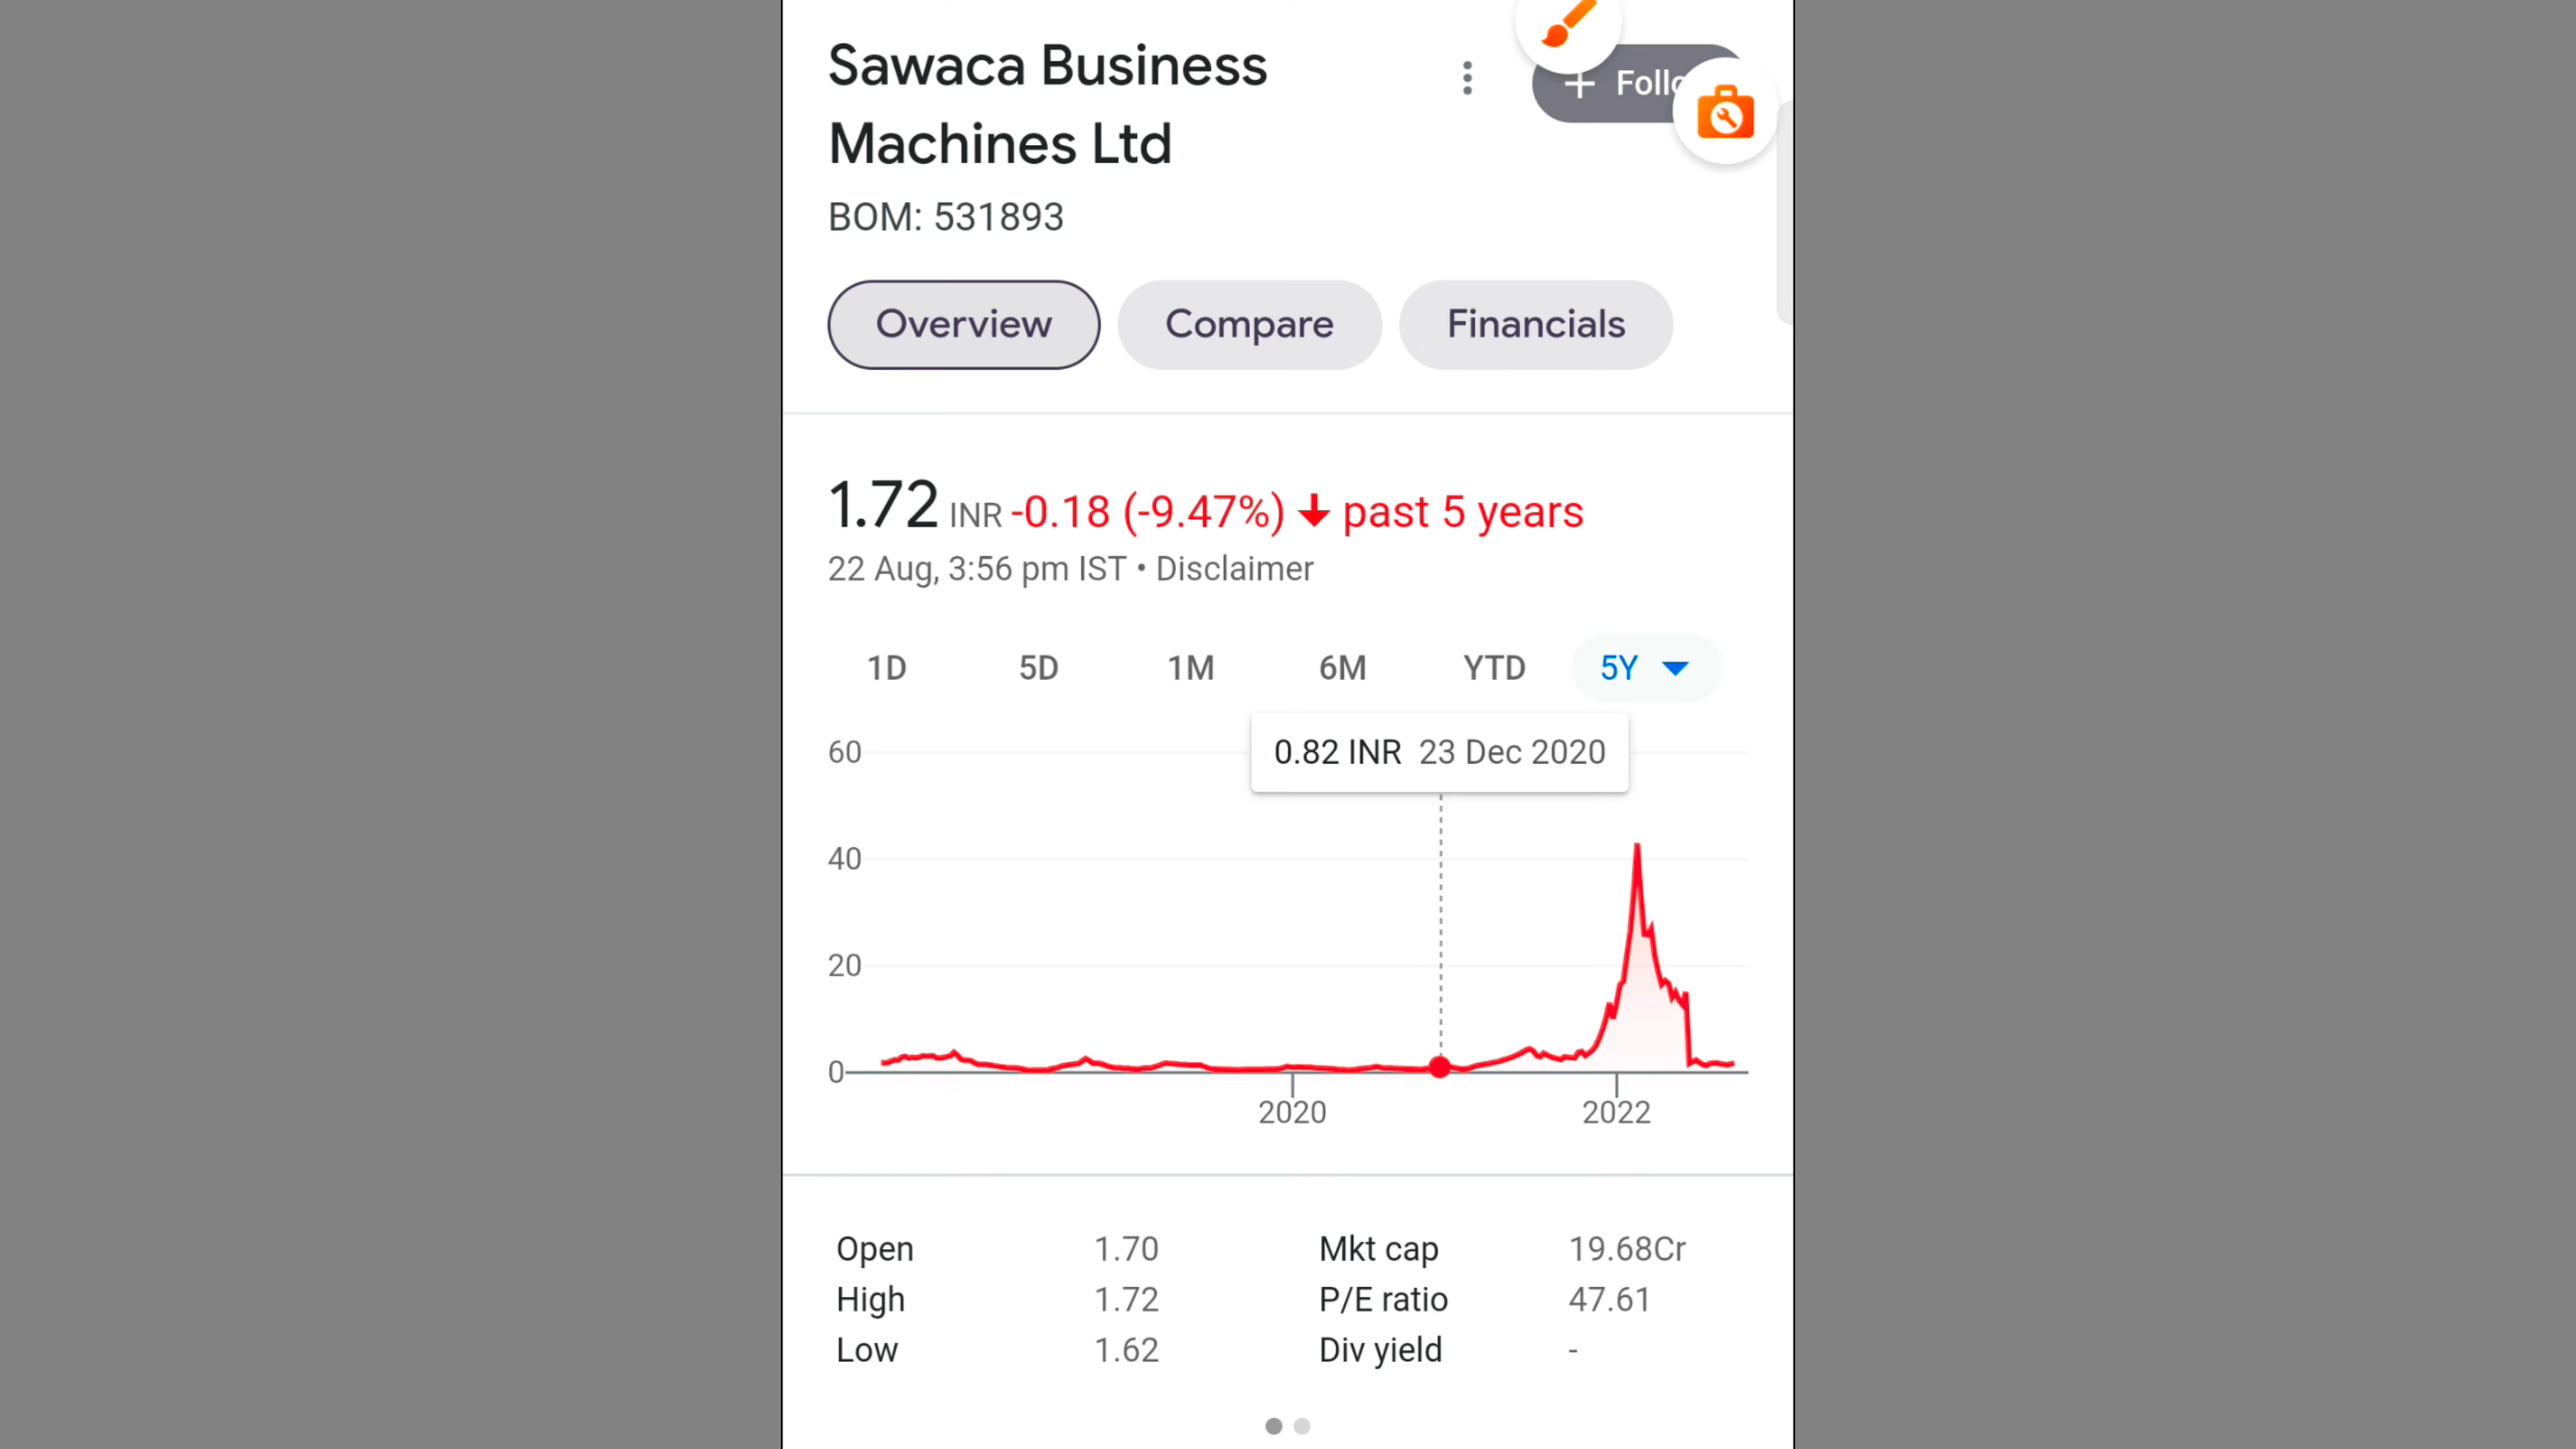 Sawaca Business
Machines Ltd
+ Follo
BOM: 531893
Overview Compare Financials
1.72 INR -0.18 (-9.47%) ↓ past 5 years
22 Aug, 3:56 pm IST • Disclaimer
1D 5D 1M 6M YTD 5Y
0.82 INR 23 Dec 2020
60
40
20
0
2020 2022
Open 1.70 Mkt cap 19.68Cr
High 1.72 P/E ratio 47.61
Low 1.62 Div yield -